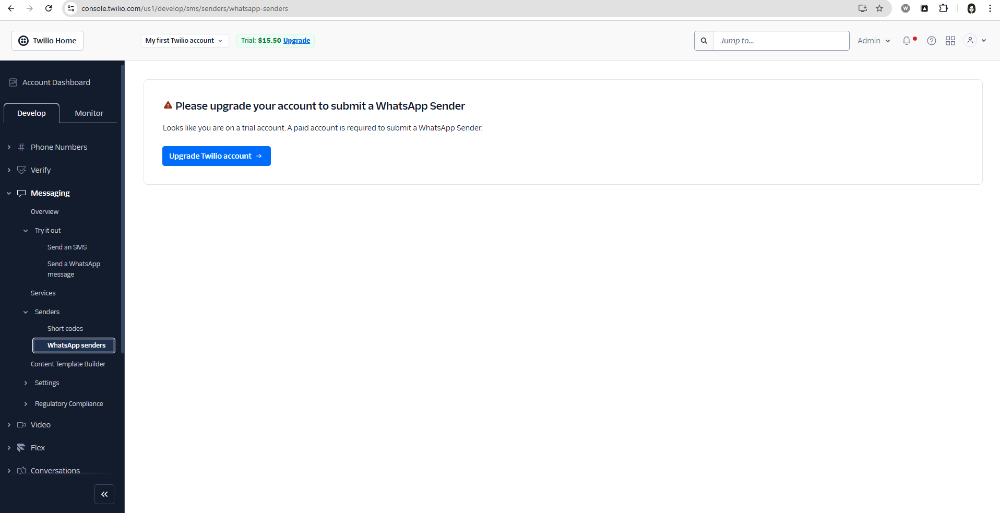 console.twilio.com/us1/develop/sms/senders/whatsapp-senders
W
Twilio Home
My first Twilio account
Trial: $15.50 Upgrade
Jump to...
Admin
Account Dashboard
Develop
Monitor
Phone Numbers
Verify
Messaging
Overview
Try it out
Send an SMS
Send a WhatsApp
message
Services
Senders
Short codes
WhatsApp senders
Content Template Builder
Settings
Regulatory Compliance
Video
Flex
Conversations
Please upgrade your account to submit a WhatsApp Sender
Looks like you are on a trial account. A paid account is required to submit a WhatsApp Sender.
Upgrade Twilio account →